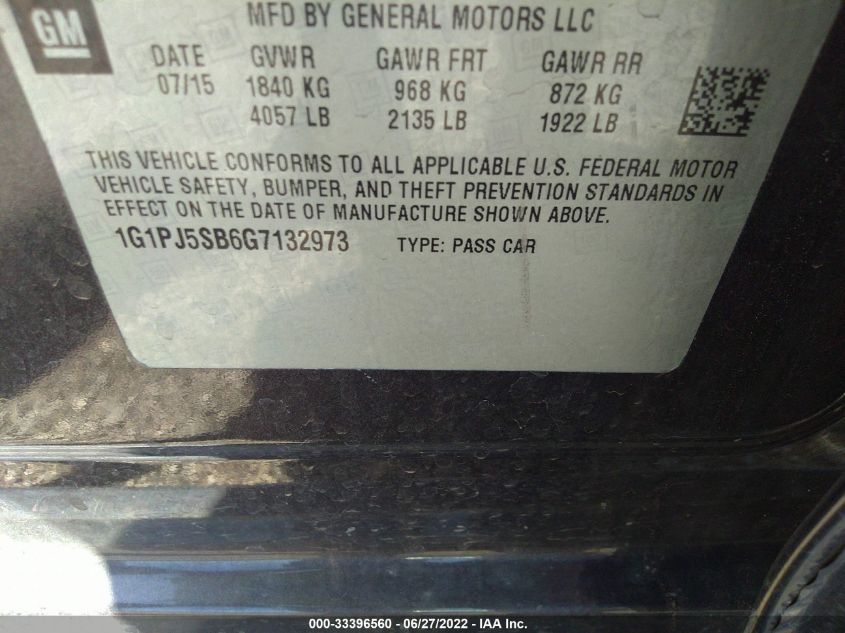 GM
MFD BY GENERAL MOTORS LLC
DATE GVWR GAWR FRT GAWR RR
07/15 1840 KG 968 KG 872 KG
4057 LB 2135 LB 1922 LB
THIS VEHICLE CONFORMS TO ALL APPLICABLE U.S. FEDERAL MOTOR
VEHICLE SAFETY, BUMPER, AND THEFT PREVENTION STANDARDS IN
EFFECT ON THE DATE OF MANUFACTURE SHOWN ABOVE.
1G1PJ5SB6G7132973 TYPE: PASS CAR
000-33396560 - 06/27/2022 - IAA Inc.